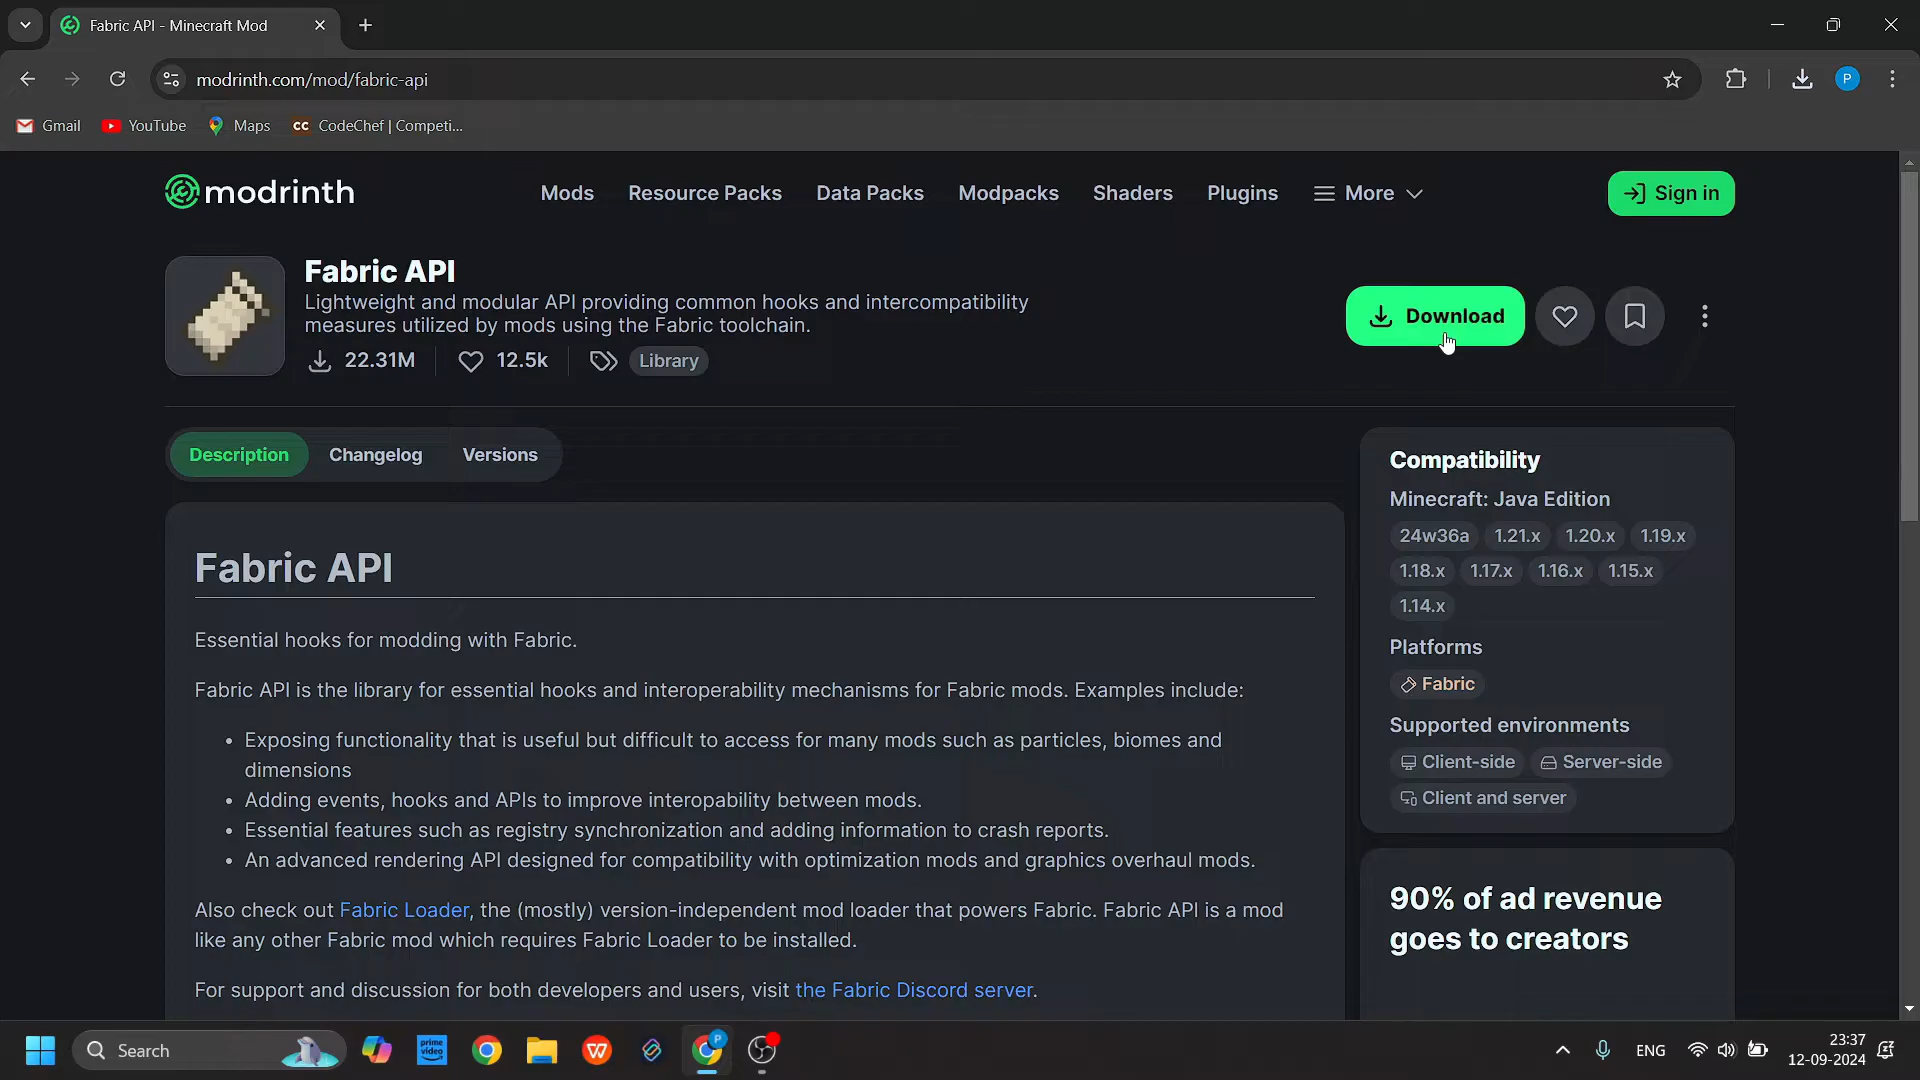 Fabric API - Minecraft Mod
modrinth.com/mod/fabric-api
P
Gmail
YouTube
Maps
CC CodeChef | Competi...
modrinth
Mods
Resource Packs
Data Packs
Modpacks
Shaders
Plugins
More
Sign in
Fabric API
Lightweight and modular API providing common hooks and intercompatibility
measures utilized by mods using the Fabric toolchain.
22.31M
12.5k
Library
Download
Description
Changelog
Versions
Fabric API
Essential hooks for modding with Fabric.
Fabric API is the library for essential hooks and interoperability mechanisms for Fabric mods. Examples include:
• Exposing functionality that is useful but difficult to access for many mods such as particles, biomes and
dimensions
• Adding events, hooks and APIs to improve interopability between mods.
• Essential features such as registry synchronization and adding information to crash reports.
• An advanced rendering API designed for compatibility with optimization mods and graphics overhaul mods.
Also check out Fabric Loader, the (mostly) version-independent mod loader that powers Fabric. Fabric API is a mod
like any other Fabric mod which requires Fabric Loader to be installed.
For support and discussion for both developers and users, visit the Fabric Discord server.
Compatibility
Minecraft: Java Edition
24w36a 1.21.x 1.20.x 1.19.x
1.18.x 1.17.x 1.16.x 1.15.x
1.14.x
Platforms
Fabric
Supported environments
Client-side Server-side
Client and server
90% of ad revenue
goes to creators
Search
prime
video
W
P
ENG
23:37
12-09-2024